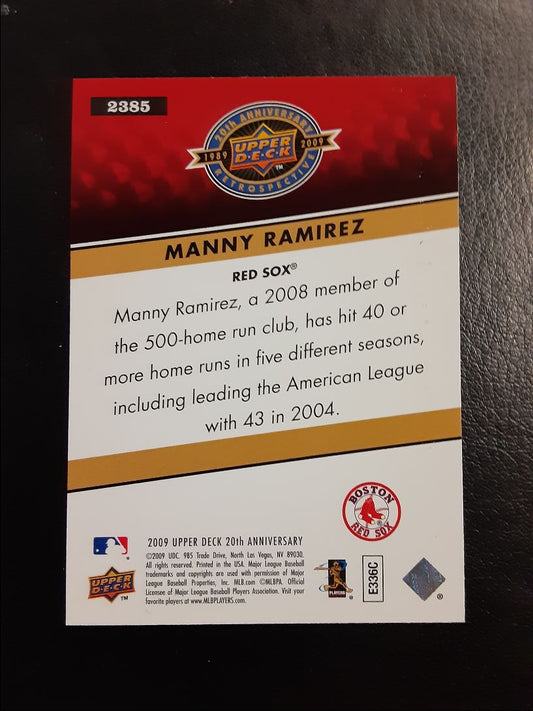 2385
20th ANNIVERSARY
1989 UPPER DECK 2009
™
RETROSPECTIVE
MANNY RAMIREZ
RED SOX®
Manny Ramirez, a 2008 member of
the 500-home run club, has hit 40 or
more home runs in five different seasons,
including leading the American League
with 43 in 2004.
BOSTON
RED SOX
2009 UPPER DECK 20th ANNIVERSARY
©2009 UDC. 985 Trade Drive, North Las Vegas, NV 89030.
All rights reserved. Printed in the USA. Major League Baseball
trademarks and copyrights are used with permission of Major
League Baseball Properties, Inc. MLB.com ©MLBPA. Official
Licensee of Major League Baseball Players Association. Visit your
favorite players at www.MLBPLAYERS.com.
UPPER DECK
™
PLAYERS
E336C
®